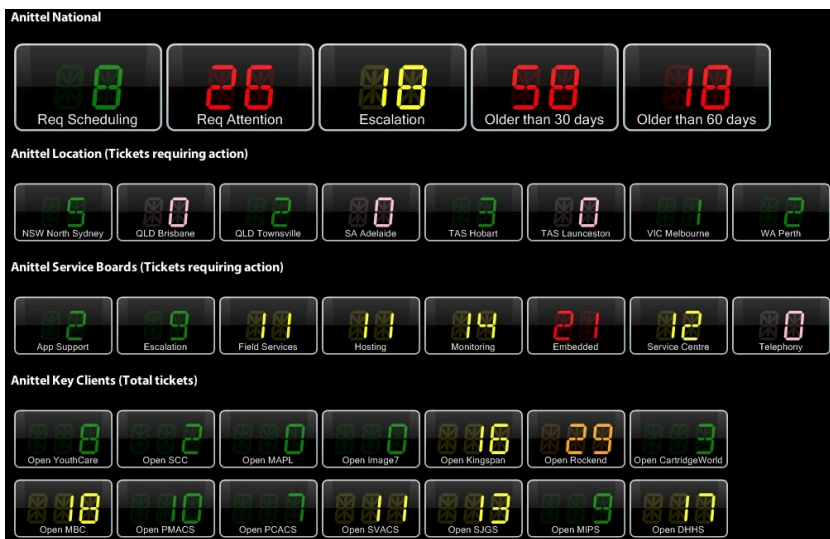 Anittel National
8 26 18 58 18
Req Scheduling Req Attention Escalation Older than 30 days Older than 60 days
Anittel Location (Tickets requiring action)
5 0 2 0 3 0 1 2
NSW North Sydney QLD Brisbane QLD Townsville SA Adelaide TAS Hobart TAS Launceston VIC Melbourne WA Perth
Anittel Service Boards (Tickets requiring action)
2 9 11 11 14 21 12 0
App Support Escalation Field Services Hosting Monitoring Embedded Service Centre Telephony
Anittel Key Clients (Total tickets)
8 2 0 0 16 29 3
Open YouthCare Open SCC Open MAPL Open Image7 Open Kingspan Open Rockend Open CartridgeWorld
18 10 7 11 13 9 17
Open MBC Open PMACS Open PCACS Open SVACS Open SJGS Open MIPS Open DHHS